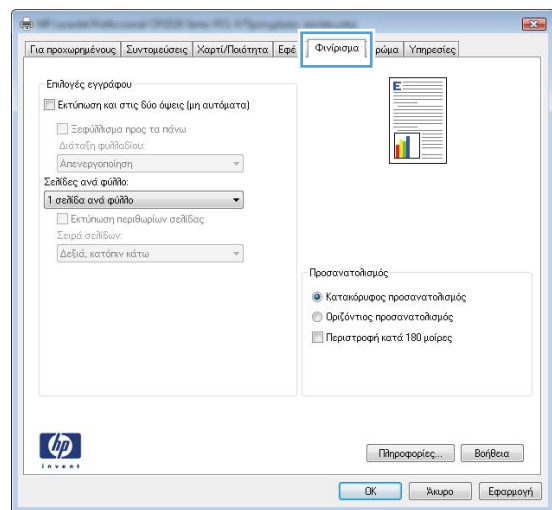 Για προχωρημένους Συντομεύσεις Χαρτί/Ποιότητα Εφέ Φινίρισμα Υπηρεσίες
Επιλογές εγγράφου
Εκτύπωση και στις δύο όψεις (μη αυτόματα)
Ξεφύλλισμα προς τα πάνω
Διάταξη φυλλαδίου:
Απενεργοποίηση
Σελίδες ανά φύλλο:
1 σελίδα ανά φύλλο
Εκτύπωση περιθωρίων σελίδας
Σειρά σελίδων:
Δεξιά, κατόπιν κάτω
E
Προσανατολισμός
Κατακόρυφος προσανατολισμός
Οριζόντιος προσανατολισμός
Περιστροφή κατά 180 μοίρες
hp
invent
Πληροφορίες... Βοήθεια
OK Άκυρο Εφαρμογή